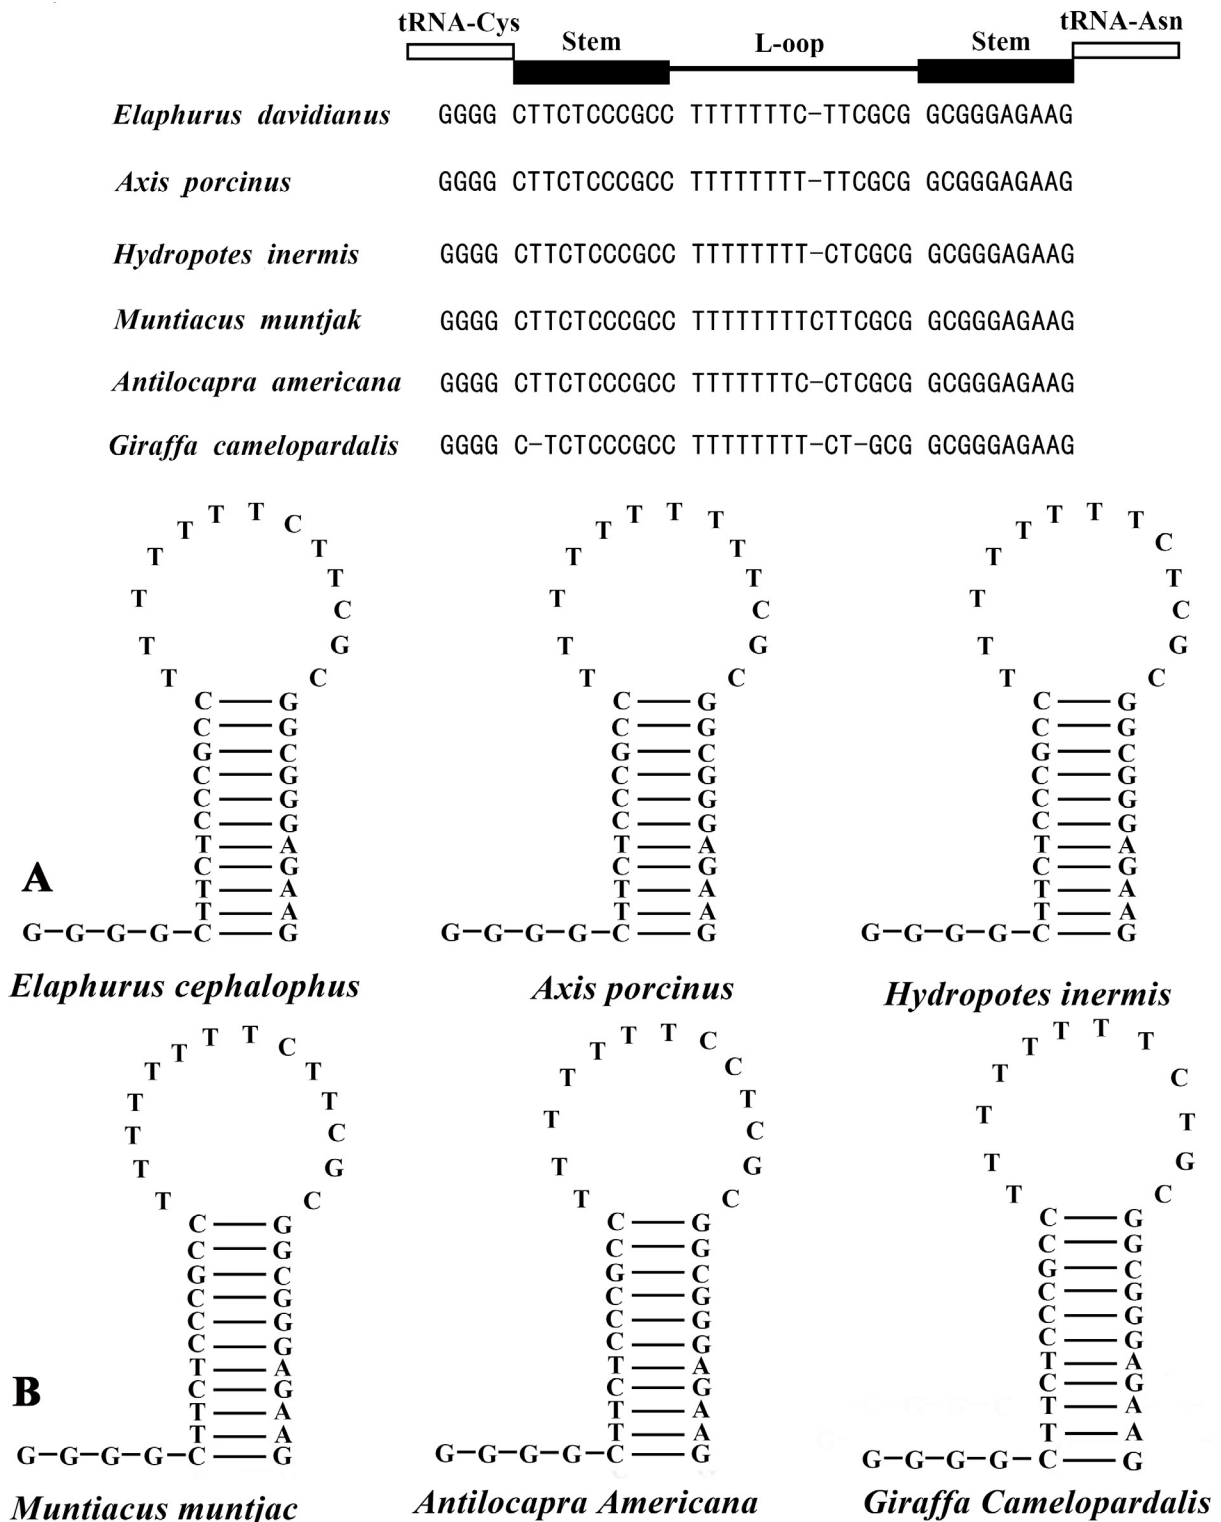 tRNA-Cys Stem L-oop Stem tRNA-Asn
Elaphurus davidianus GGGG CTTCTCCCGCC TTTTTTTC-TTCGCG GCGGGAGAAG
Axis porcinus GGGG CTTCTCCCGCC TTTTTTTT-TTCGCG GCGGGAGAAG
Hydropotes inermis GGGG CTTCTCCCGCC TTTTTTTT-CTCGCG GCGGGAGAAG
Muntiacus muntjak GGGG CTTCTCCCGCC TTTTTTTTCTTCGCG GCGGGAGAAG
Antilocapra americana GGGG CTTCTCCCGCC TTTTTTTC-CTCGCG GCGGGAGAAG
Giraffa camelopardalis GGGG C-TCTCCCGCC TTTTTTTT-CT-GCG GCGGGAGAAG
A
T T T T T T T C T T C G C
C G
C G
G C
C G
C G
C G
T A
C G
T A
T A
G-G-G-G-C G
Elaphurus cephalophus
T T T T T T T T T T C G C
C G
C G
G C
C G
C G
C G
T A
C G
T A
T A
G-G-G-G-C G
Axis porcinus
T T T T T T T T C T C G C
C G
C G
G C
C G
C G
C G
T A
C G
T A
T A
G-G-G-G-C G
Hydropotes inermis
B
T T T T T T T T C T T C G C
C G
C G
G C
C G
C G
C G
T A
C G
T A
T A
G-G-G-G-C G
Muntiacus muntjac
T T T T T T T C C T C G C
C G
C G
G C
C G
C G
C G
T A
C G
T A
T A
G-G-G-G-C G
Antilocapra Americana
T T T T T T T T C T G C
C G
C G
G C
C G
C G
C G
T A
C G
T A
T A
G-G-G-G-C G
Giraffa Camelopardalis